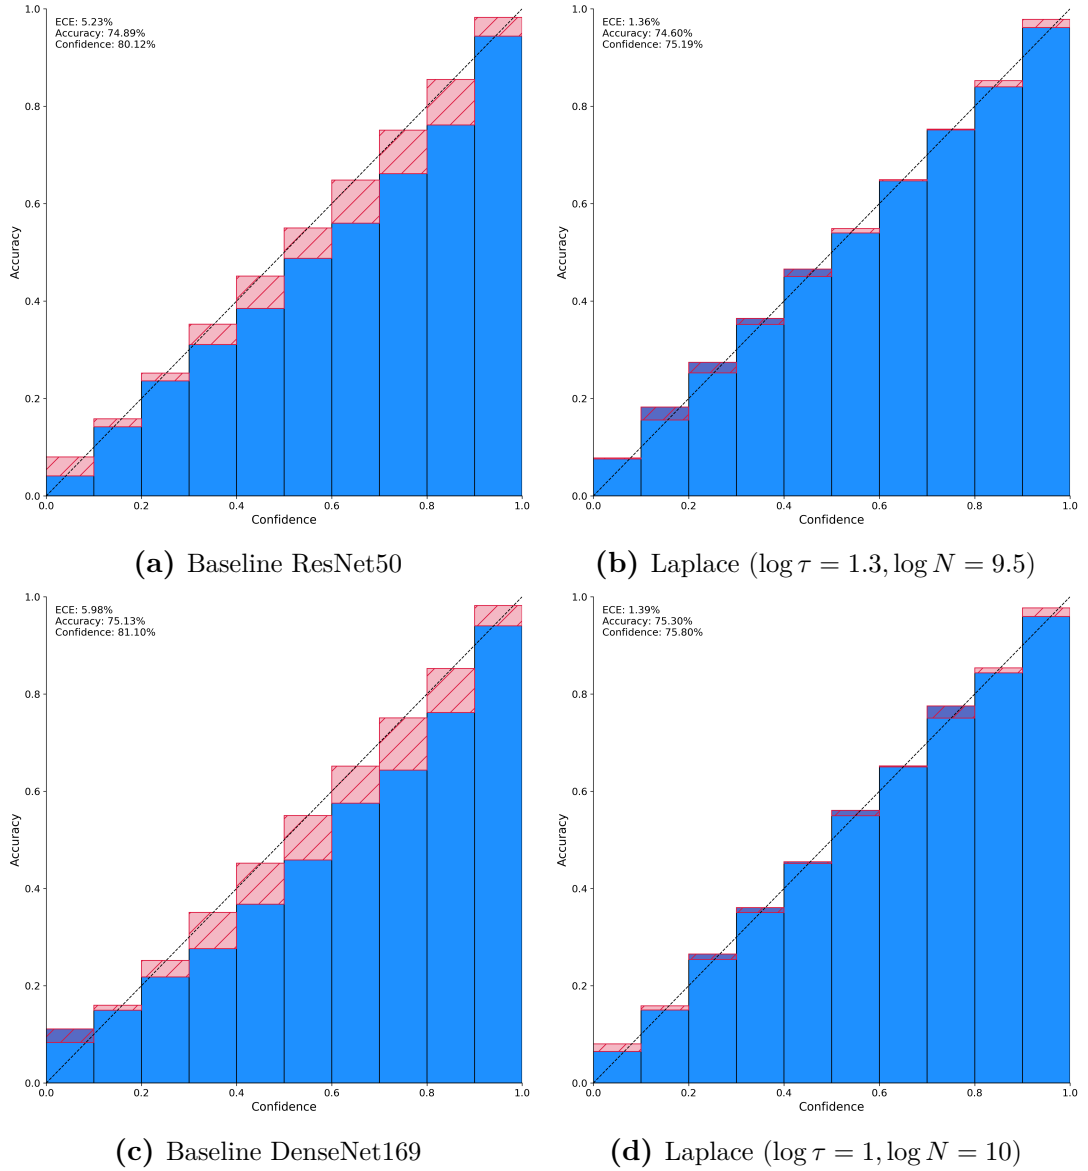 ECE: 5.23%
Accuracy: 74.89%
Confidence: 80.12%
1.0
0.8
0.6
0.4
0.2
0.0
Accuracy
0.0 0.2 0.4 0.6 0.8 1.0
Confidence
(a) Baseline ResNet50
ECE: 1.36%
Accuracy: 74.60%
Confidence: 75.19%
1.0
0.8
0.6
0.4
0.2
0.0
Accuracy
0.0 0.2 0.4 0.6 0.8 1.0
Confidence
(b) Laplace (log τ = 1.3, log N = 9.5)
ECE: 5.98%
Accuracy: 75.13%
Confidence: 81.10%
1.0
0.8
0.6
0.4
0.2
0.0
Accuracy
0.0 0.2 0.4 0.6 0.8 1.0
Confidence
(c) Baseline DenseNet169
ECE: 1.39%
Accuracy: 75.30%
Confidence: 75.80%
1.0
0.8
0.6
0.4
0.2
0.0
Accuracy
0.0 0.2 0.4 0.6 0.8 1.0
Confidence
(d) Laplace (log τ = 1, log N = 10)